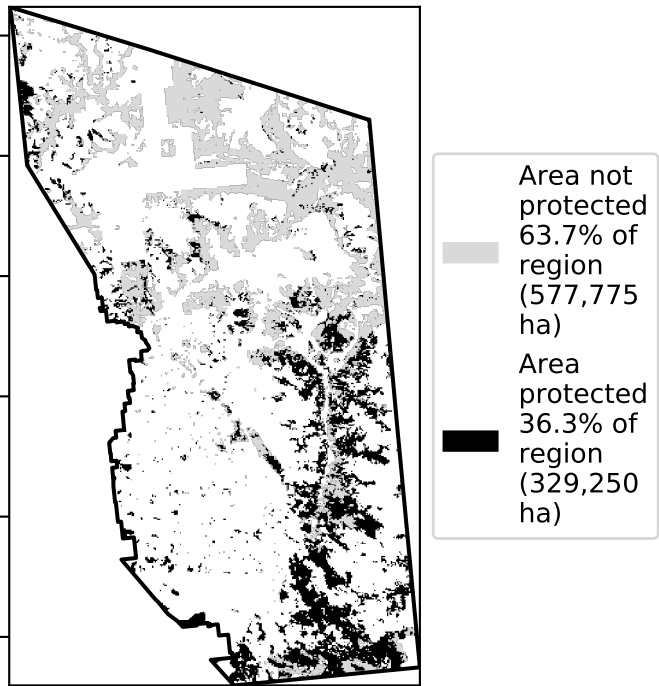 Area not
protected
63.7% of
region
(577,775
ha)
Area
protected
36.3% of
region
(329,250
ha)